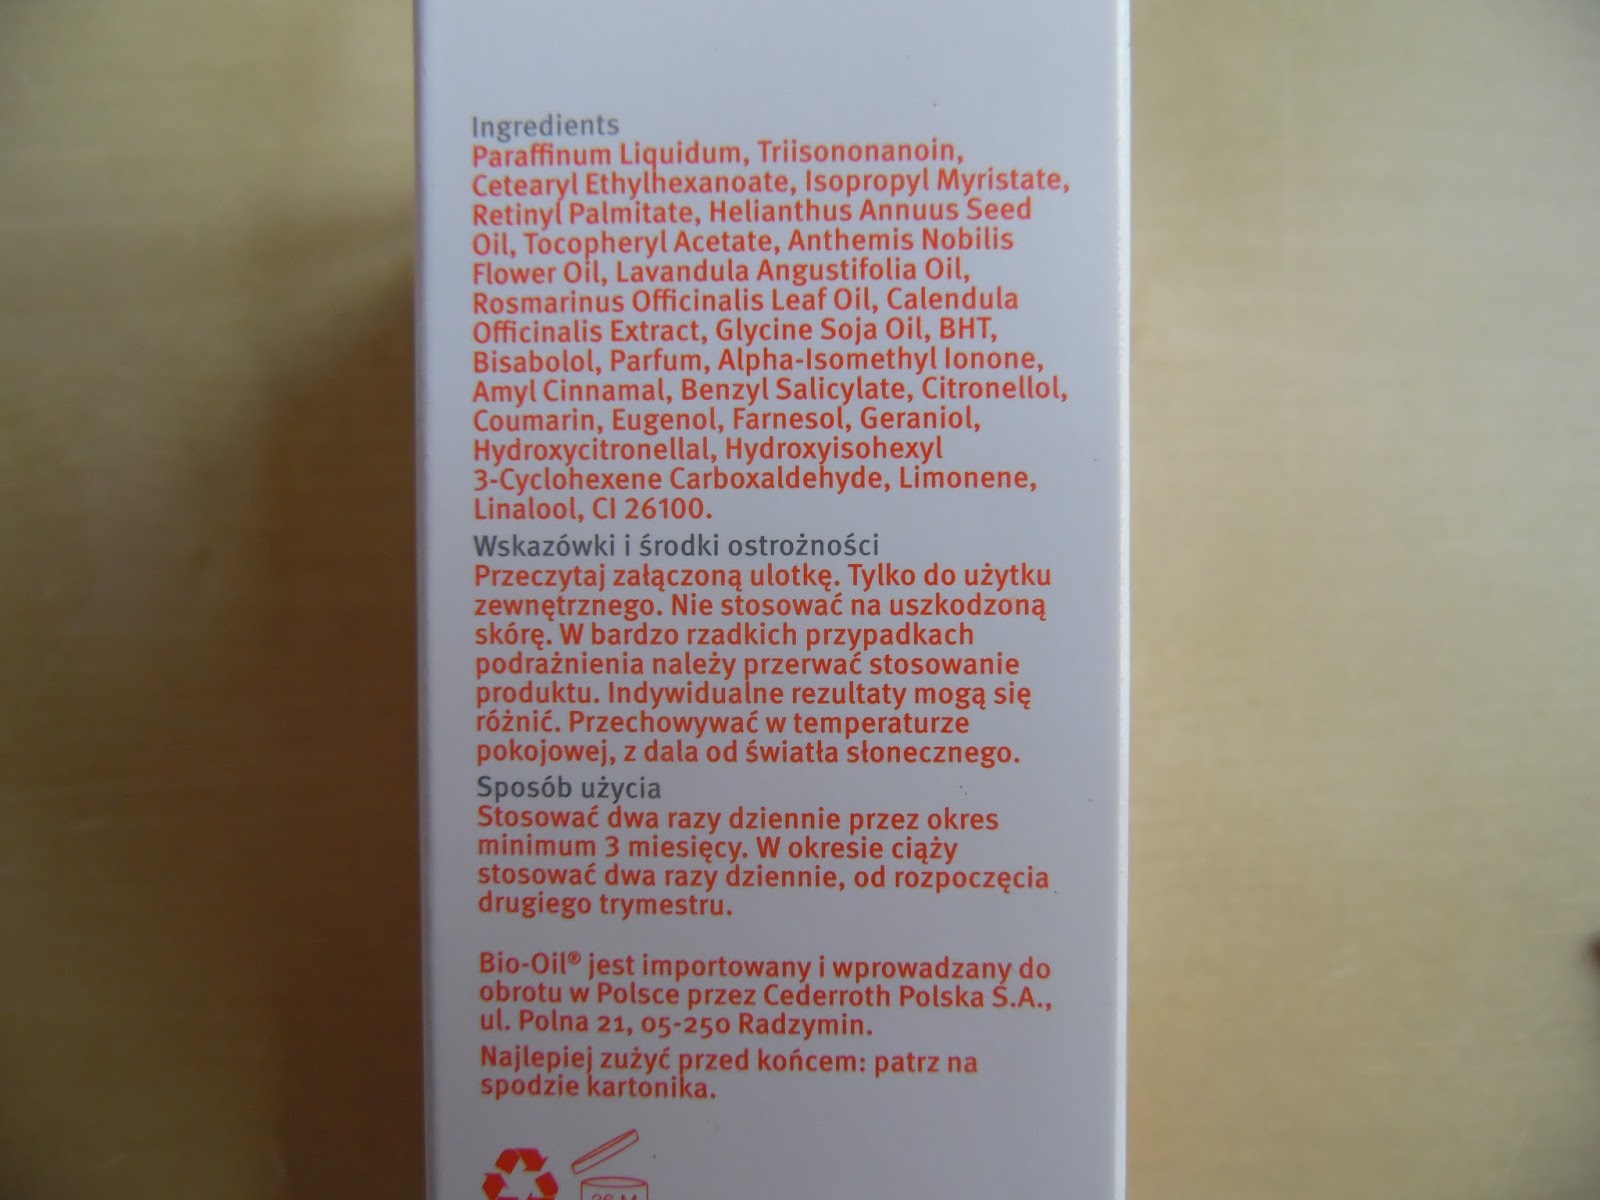 Ingredients
Paraffinum Liquidum, Triisononanoin,
Cetearyl Ethylhexanoate, Isopropyl Myristate,
Retinyl Palmitate, Helianthus Annuus Seed
Oil, Tocopheryl Acetate, Anthemis Nobilis
Flower Oil, Lavandula Angustifolia Oil,
Rosmarinus Officinalis Leaf Oil, Calendula
Officinalis Extract, Glycine Soja Oil, BHT,
Bisabolol, Parfum, Alpha-Isomethyl Ionone,
Amyl Cinnamal, Benzyl Salicylate, Citronellol,
Coumarin, Eugenol, Farnesol, Geraniol,
Hydroxycitronellal, Hydroxyisohexyl
3-Cyclohexene Carboxaldehyde, Limonene,
Linalool, CI 26100.
Wskazówki i środki ostrożności
Przeczytaj załączoną ulotkę. Tylko do użytku
zewnętrznego. Nie stosować na uszkodzoną
skórę. W bardzo rzadkich przypadkach
podrażnienia należy przerwać stosowanie
produktu. Indywidualne rezultaty mogą się
różnić. Przechowywać w temperaturze
pokojowej, z dala od światła słonecznego.
Sposób użycia
Stosować dwa razy dziennie przez okres
minimum 3 miesięcy. W okresie ciąży
stosować dwa razy dziennie, od rozpoczęcia
drugiego trymestru.
Bio-Oil® jest importowany i wprowadzany do
obrotu w Polsce przez Cederroth Polska S.A.,
ul. Polna 21, 05-250 Radzymin.
Najlepiej zużyć przed końcem: patrz na
spodzie kartonika.